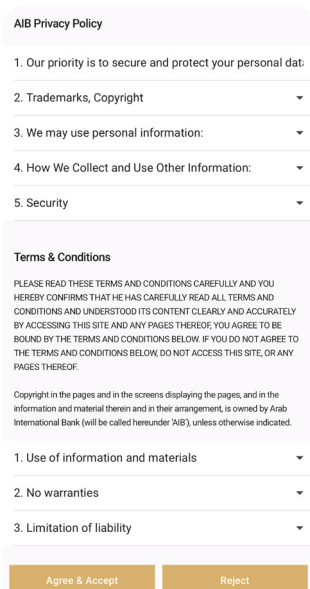 AIB Privacy Policy
1. Our priority is to secure and protect your personal data
2. Trademarks, Copyright
3. We may use personal information:
4. How We Collect and Use Other Information:
5. Security
Terms & Conditions
PLEASE READ THESE TERMS AND CONDITIONS CAREFULLY AND YOU
HEREBY CONFIRMS THAT HE HAS CAREFULLY READ ALL TERMS AND
CONDITIONS AND UNDERSTOOD ITS CONTENT CLEARLY AND ACCURATELY
BY ACCESSING THIS SITE AND ANY PAGES THEREOF, YOU AGREE TO BE
BOUND BY THE TERMS AND CONDITIONS BELOW. IF YOU DO NOT AGREE TO
THE TERMS AND CONDITIONS BELOW, DO NOT ACCESS THIS SITE, OR ANY
PAGES THEREOF.
Copyright in the pages and in the screens displaying the pages, and in the
information and material therein and in their arrangement, is owned by Arab
International Bank (will be called hereunder 'AIB'), unless otherwise indicated.
1. Use of information and materials
2. No warranties
3. Limitation of liability
Agree & Accept
Reject